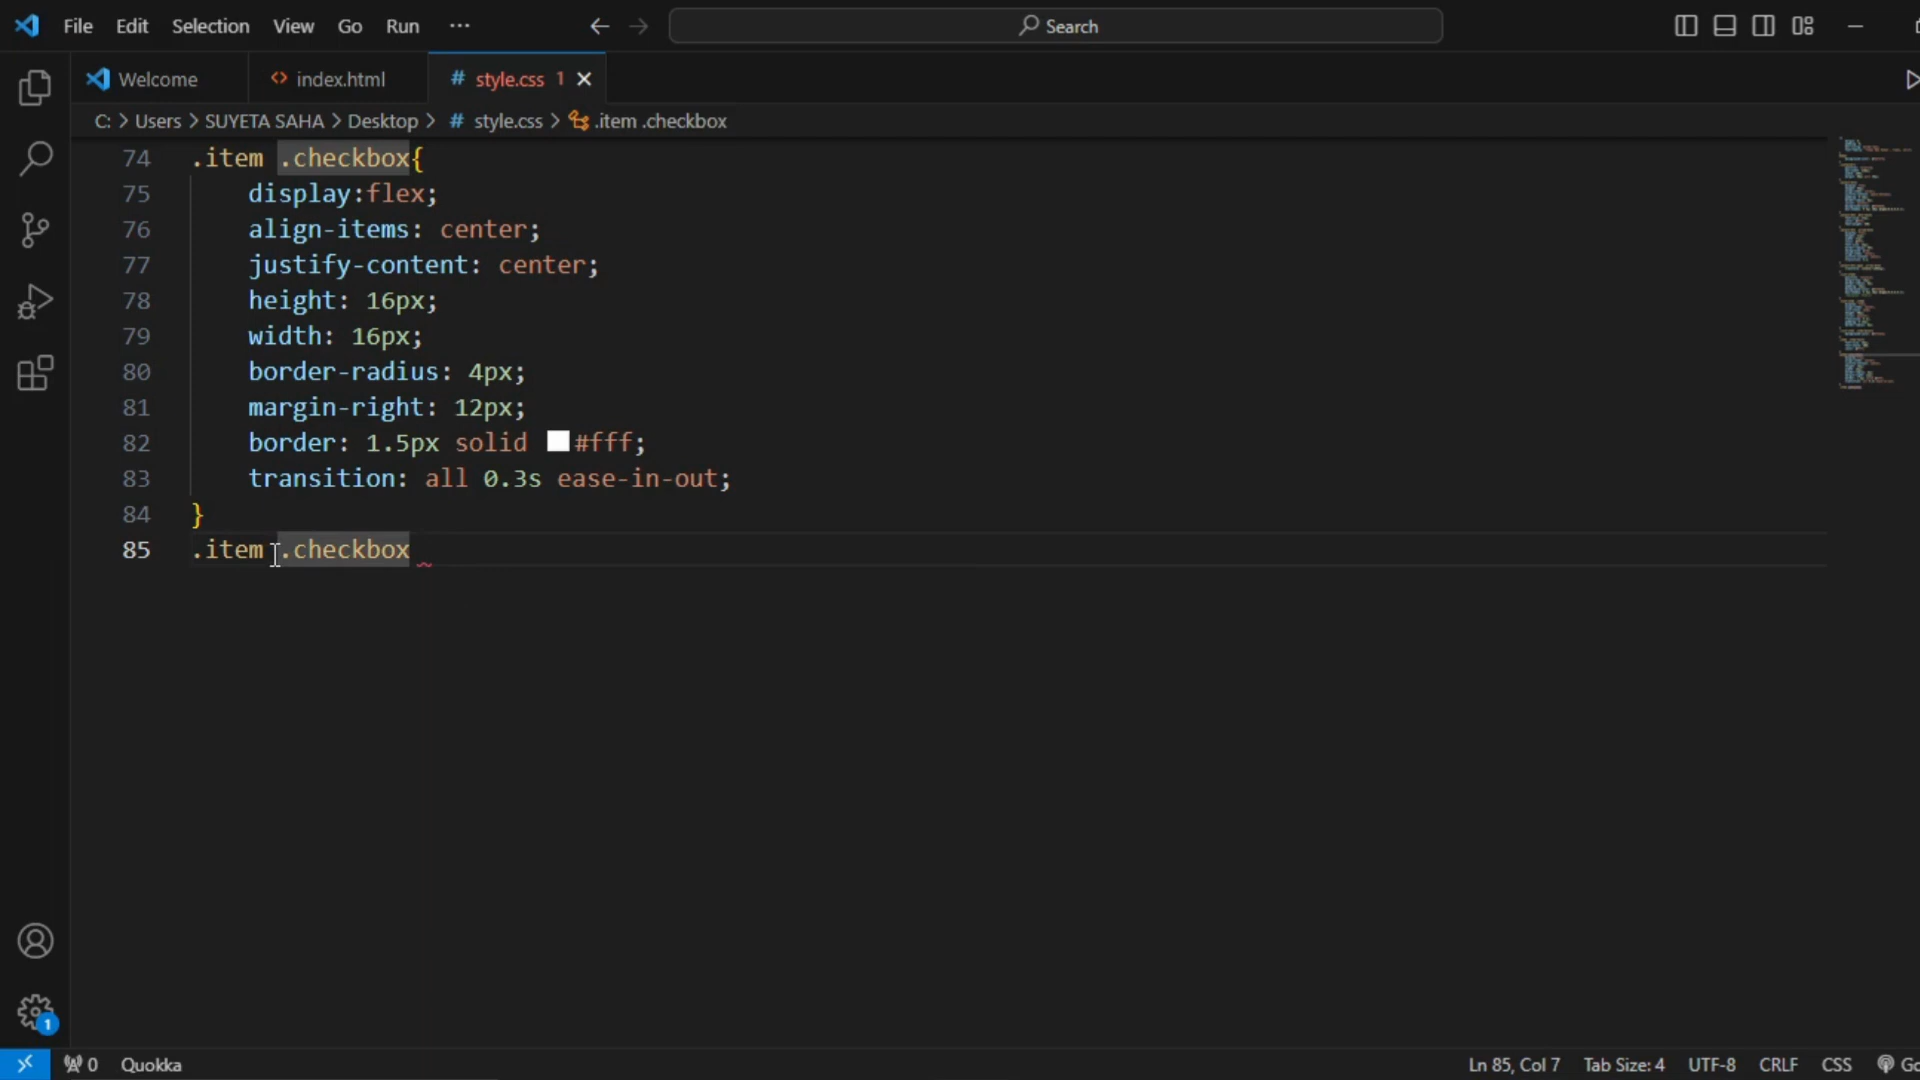 File Edit Selection View Go Run ··· Search
Welcome index.html # style.css 1
C: > Users > SUYETA SAHA > Desktop > # style.css > .item .checkbox
74 .item .checkbox{
75 display:flex;
76 align-items: center;
77 justify-content: center;
78 height: 16px;
79 width: 16px;
80 border-radius: 4px;
81 margin-right: 12px;
82 border: 1.5px solid #fff;
83 transition: all 0.3s ease-in-out;
84 }
85 .item .checkbox
1
0 Quokka Ln 85, Col 7 Tab Size: 4 UTF-8 CRLF CSS Go